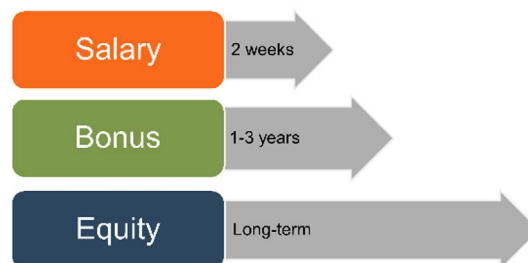 Salary
2 weeks
Bonus
1-3 years
Equity
Long-term